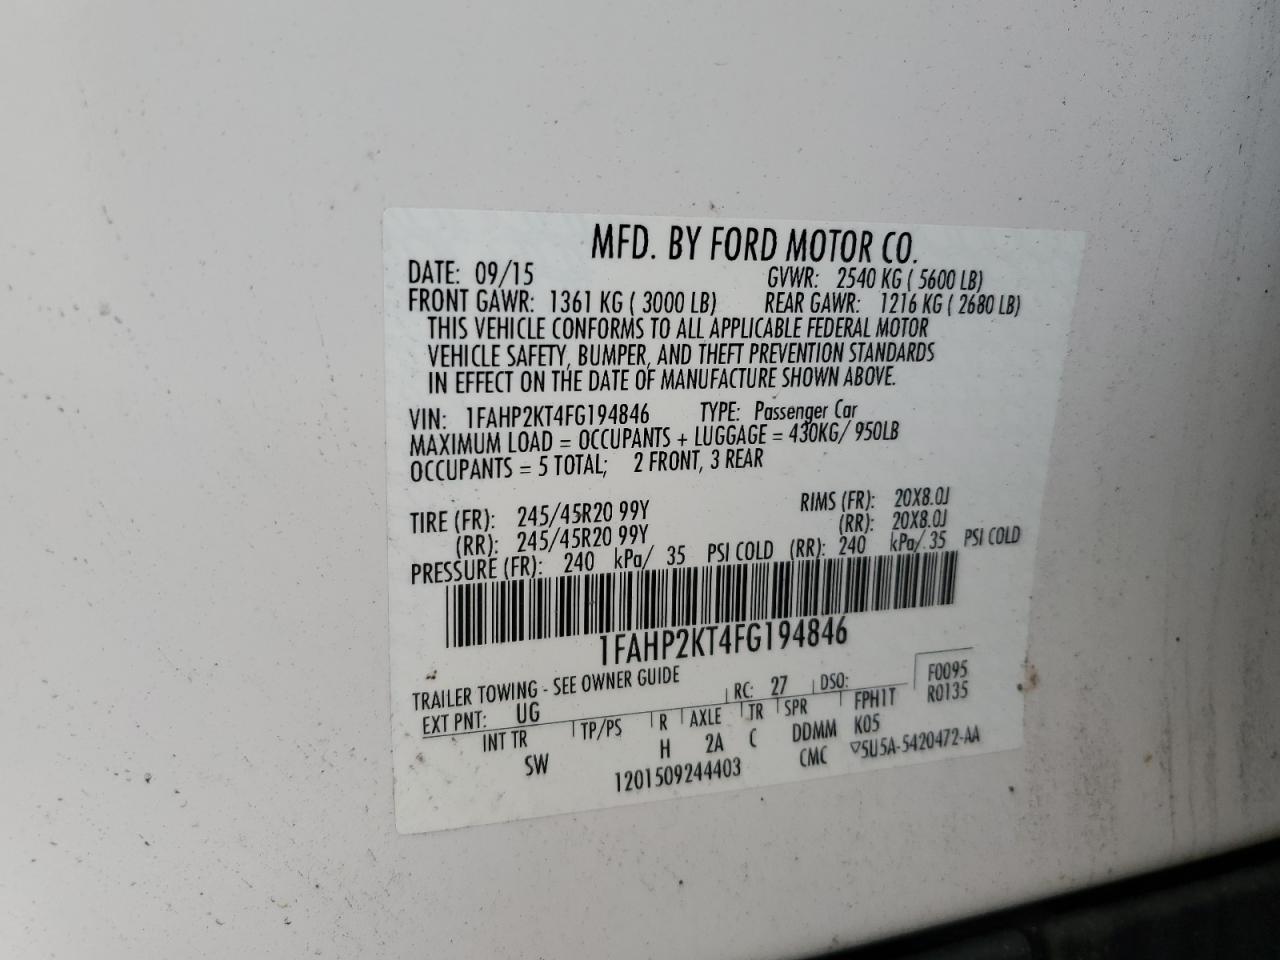 MFD. BY FORD MOTOR CO.
DATE: 09/15 GVWR: 2540 KG ( 5600 LB)
FRONT GAWR: 1361 KG ( 3000 LB) REAR GAWR: 1216 KG ( 2680 LB)
THIS VEHICLE CONFORMS TO ALL APPLICABLE FEDERAL MOTOR
VEHICLE SAFETY, BUMPER, AND THEFT PREVENTION STANDARDS
IN EFFECT ON THE DATE OF MANUFACTURE SHOWN ABOVE.
VIN: 1FAHP2KT4FG194846 TYPE: Passenger Car
MAXIMUM LOAD = OCCUPANTS + LUGGAGE = 430KG/ 950LB
OCCUPANTS = 5 TOTAL; 2 FRONT, 3 REAR
TIRE (FR): 245/45R20 99Y RIMS (FR): 20X8.0J
(RR): 245/45R20 99Y (RR): 20X8.0J
PRESSURE (FR): 240 kPa/ 35 PSI COLD (RR): 240 kPa/ 35 PSI COLD
1FAHP2KT4FG194846
TRAILER TOWING - SEE OWNER GUIDE
RC: 27 DSO: F0095
EXT PNT: UG FPH1T R0135
INT TR TP/PS R AXLE TR SPR K05
SW H 2A C DDMM
1201509244403 CMC ▽5U5A-5420472-AA